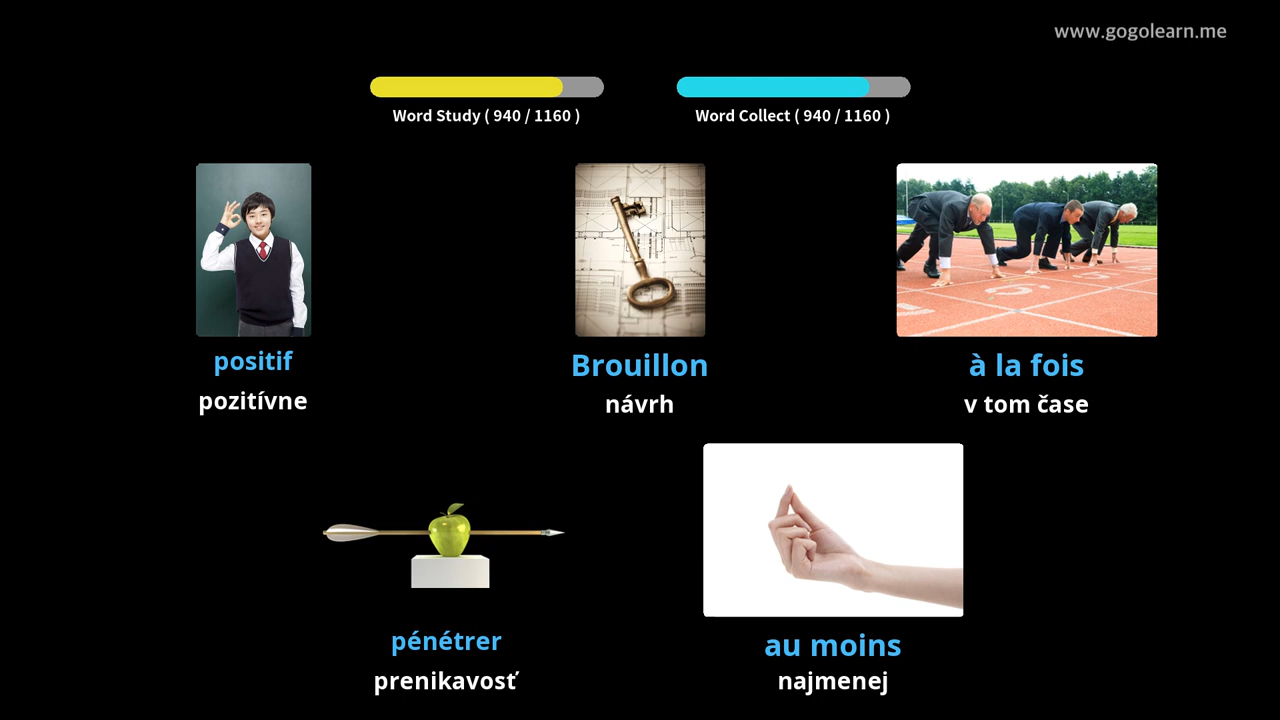 www.gogolearn.me
Word Study ( 940 / 1160 )
Word Collect ( 940 / 1160 )
positif
pozitívne
Brouillon
návrh
à la fois
v tom čase
pénétrer
prenikavosť
au moins
najmenej